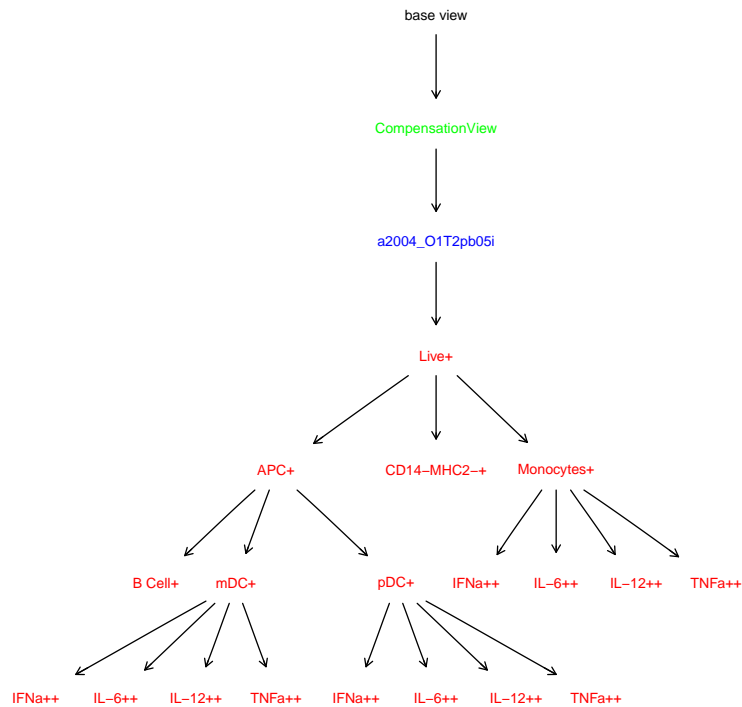 base view
CompensationView
a2004_O1T2pb05i
Live+
APC+ CD14−MHC2−+ Monocytes+
B Cell+ mDC+ pDC+ IFNa++ IL−6++ IL−12++ TNFa++
IFNa++ IL−6++ IL−12++ TNFa++ IFNa++ IL−6++ IL−12++ TNFa++